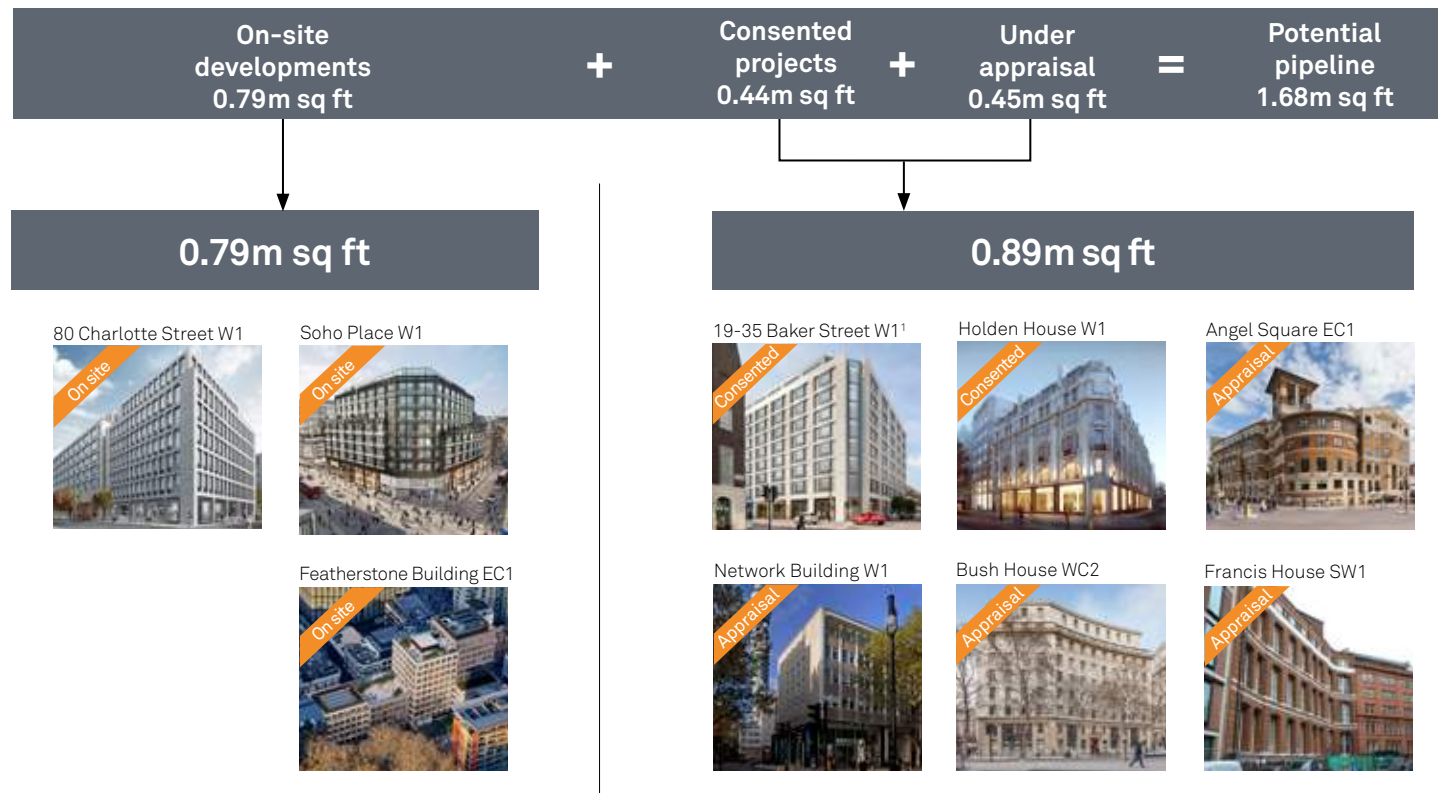 On-site
developments
0.79m sq ft
+
Consented
projects
0.44m sq ft
+
Under
appraisal
0.45m sq ft
=
Potential
pipeline
1.68m sq ft
0.79m sq ft
0.89m sq ft
80 Charlotte Street W1
On site
Soho Place W1
On site
Featherstone Building EC1
On site
19-35 Baker Street W1¹
Consented
Holden House W1
Consented
Angel Square EC1
Appraisal
Network Building W1
Appraisal
Bush House WC2
Appraisal
Francis House SW1
Appraisal